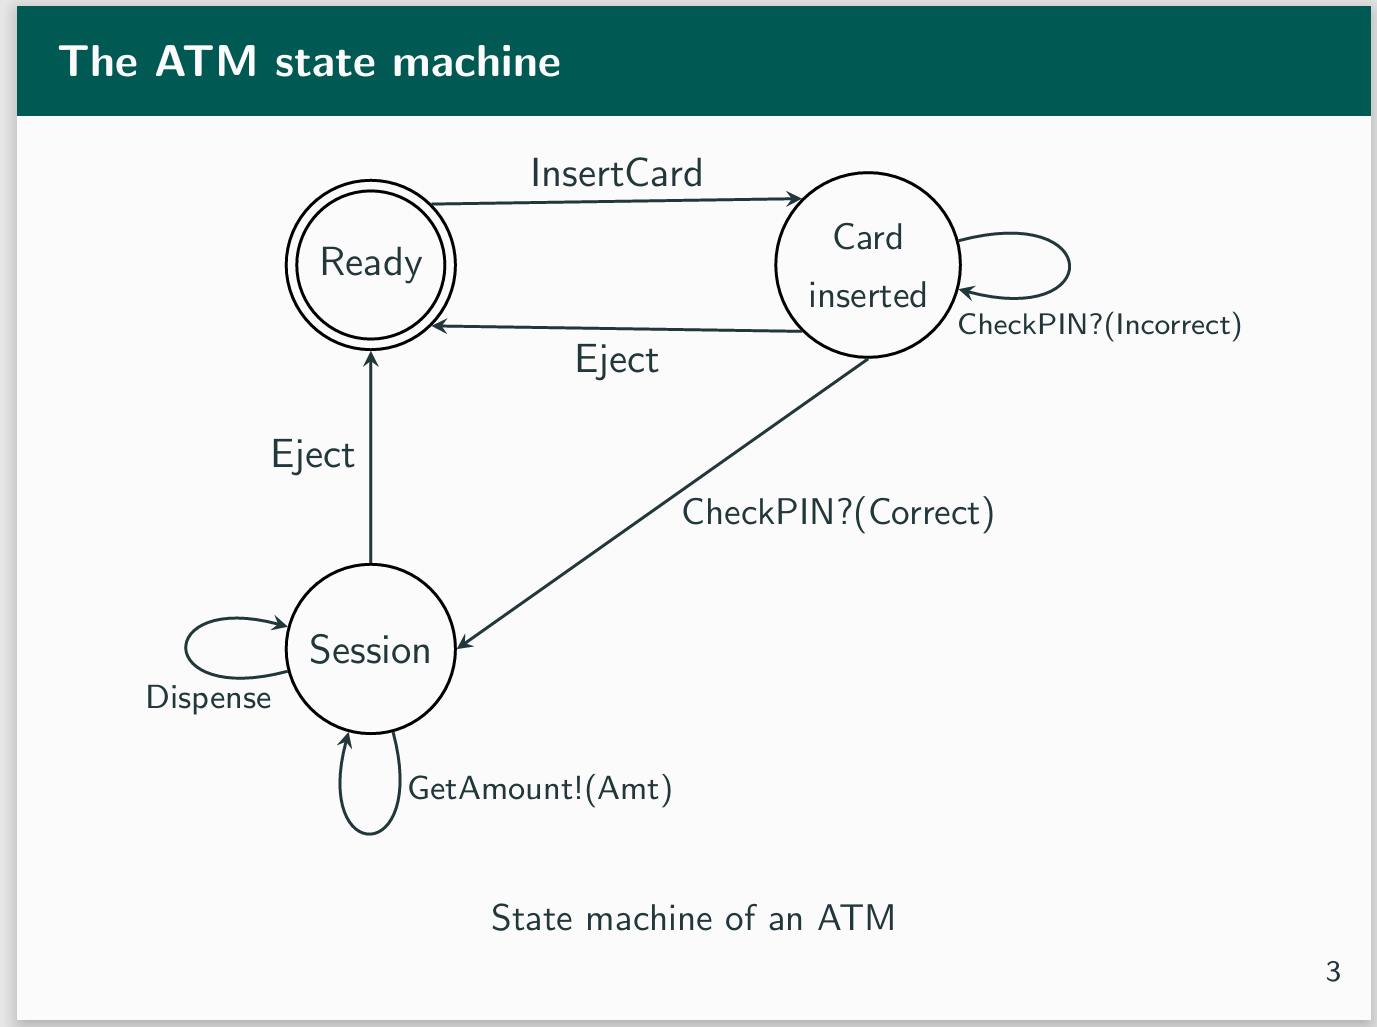 The ATM state machine
InsertCard
Ready
Card
inserted
CheckPIN?(Incorrect)
Eject
Eject
CheckPIN?(Correct)
Session
Dispense
GetAmount!(Amt)
State machine of an ATM
3